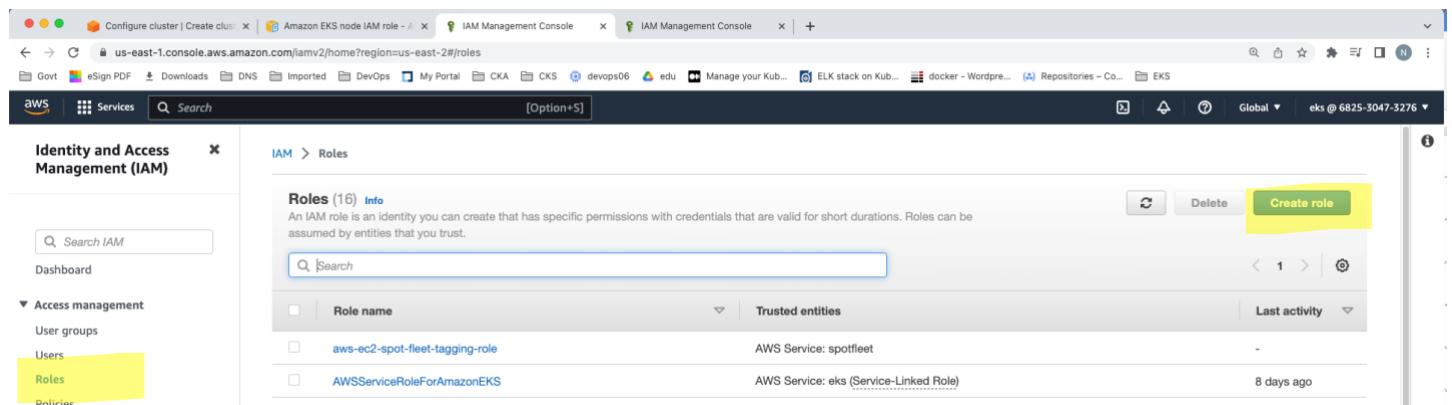 Configure cluster | Create clus
Amazon EKS node IAM role - A
IAM Management Console
IAM Management Console
us-east-1.console.aws.amazon.com/iamv2/home?region=us-east-2#/roles
N
Govt
eSign PDF
Downloads
DNS
Imported
DevOps
My Portal
CKA
CKS
devops06
edu
Manage your Kub...
ELK stack on Kub...
docker - Wordpre...
Repositories – Co...
EKS
aws
Services
Search
[Option+S]
Global
eks @ 6825-3047-3276
Identity and Access
Management (IAM)
Search IAM
Dashboard
Access management
User groups
Users
Roles
Policies
IAM > Roles
Roles (16) Info
An IAM role is an identity you can create that has specific permissions with credentials that are valid for short durations. Roles can be
assumed by entities that you trust.
Delete
Create role
Search
1
Role name
Trusted entities
Last activity
aws-ec2-spot-fleet-tagging-role
AWS Service: spotfleet
-
AWSServiceRoleForAmazonEKS
AWS Service: eks (Service-Linked Role)
8 days ago